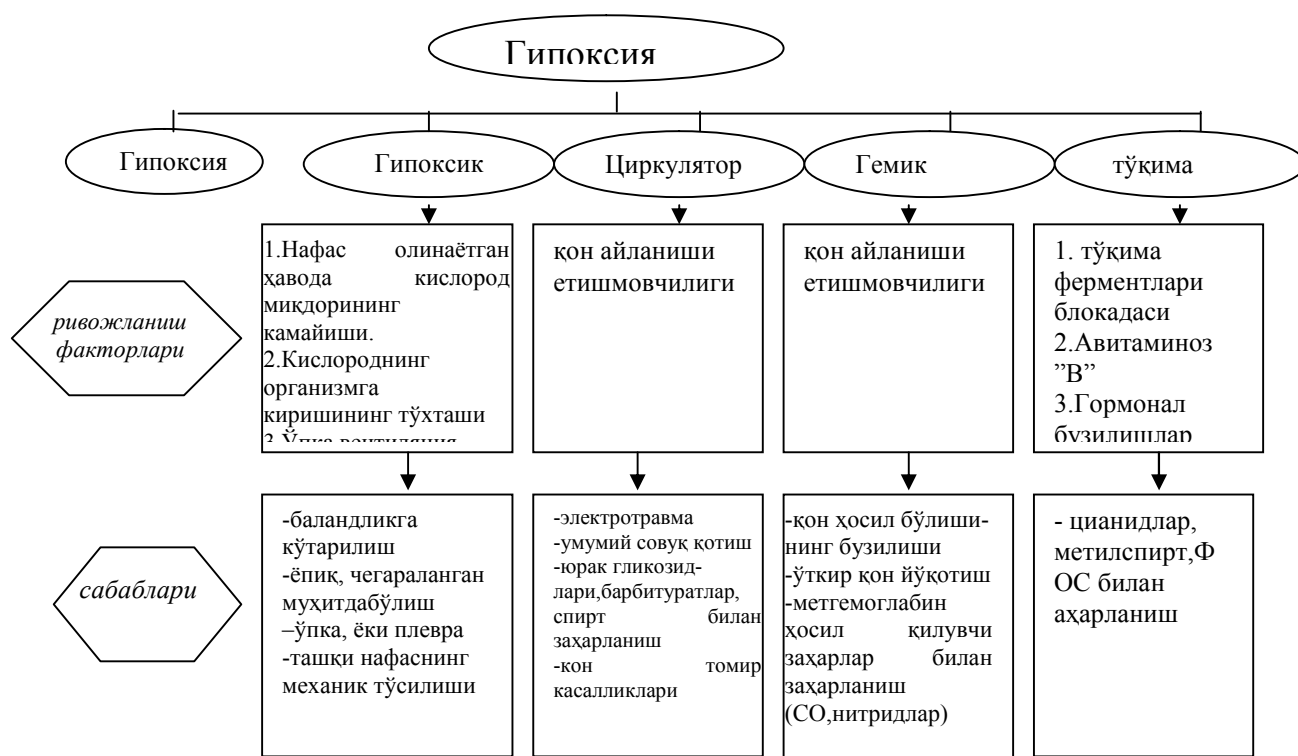 Гипоксия
Гипоксия
Гипоксик
Циркулятор
Гемик
тўқима
ривожланиш
факторлари
1.Нафас олинаётган
ҳавода кислород
миқдорининг
камайиши.
2.Кислороднинг
организмга
киришининг тўхташи
3.Ўпка вентиляция
қон айланиши
етишмовчилиги
қон айланиши
етишмовчилиги
1. тўқима
ферментлари
блокадаси
2.Авитаминоз
”В”
3.Гормонал
бузилишлар
сабаблари
-баландликга
кўтарилиш
-ёпиқ, чегараланган
муҳитдабўлиш
–ўпка, ёки плевра
-ташқи нафаснинг
механик тўсилиши
-электротравма
-умумий совуқ қотиш
-юрак гликозид-
лари,барбитуратлар,
спирт билан
заҳарланиш
-кон томир
касалликлари
-қон ҳосил бўлиши-
нинг бузилиши
-ўткир қон йўқотиш
-метгемоглабин
ҳосил қилувчи
заҳарлар билан
заҳарланиш
(СО,нитридлар)
- цианидлар,
метилспирт,Ф
ОС билан
аҳарланиш